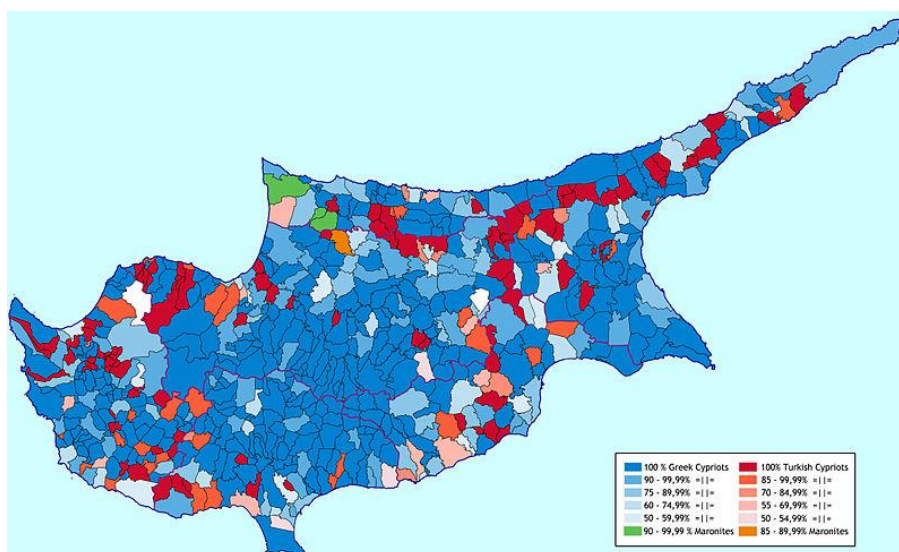 100 % Greek Cypriots
90 - 99,99% =||=
75 - 89,99% =||=
60 - 74,99% =||=
50 - 59,99% =||=
90 - 99,99 % Maronites
100% Turkish Cypriots
85 - 99,99% =||=
70 - 84,99% =||=
55 - 69,99% =||=
50 - 54,99% =||=
85 - 89,99% Maronites